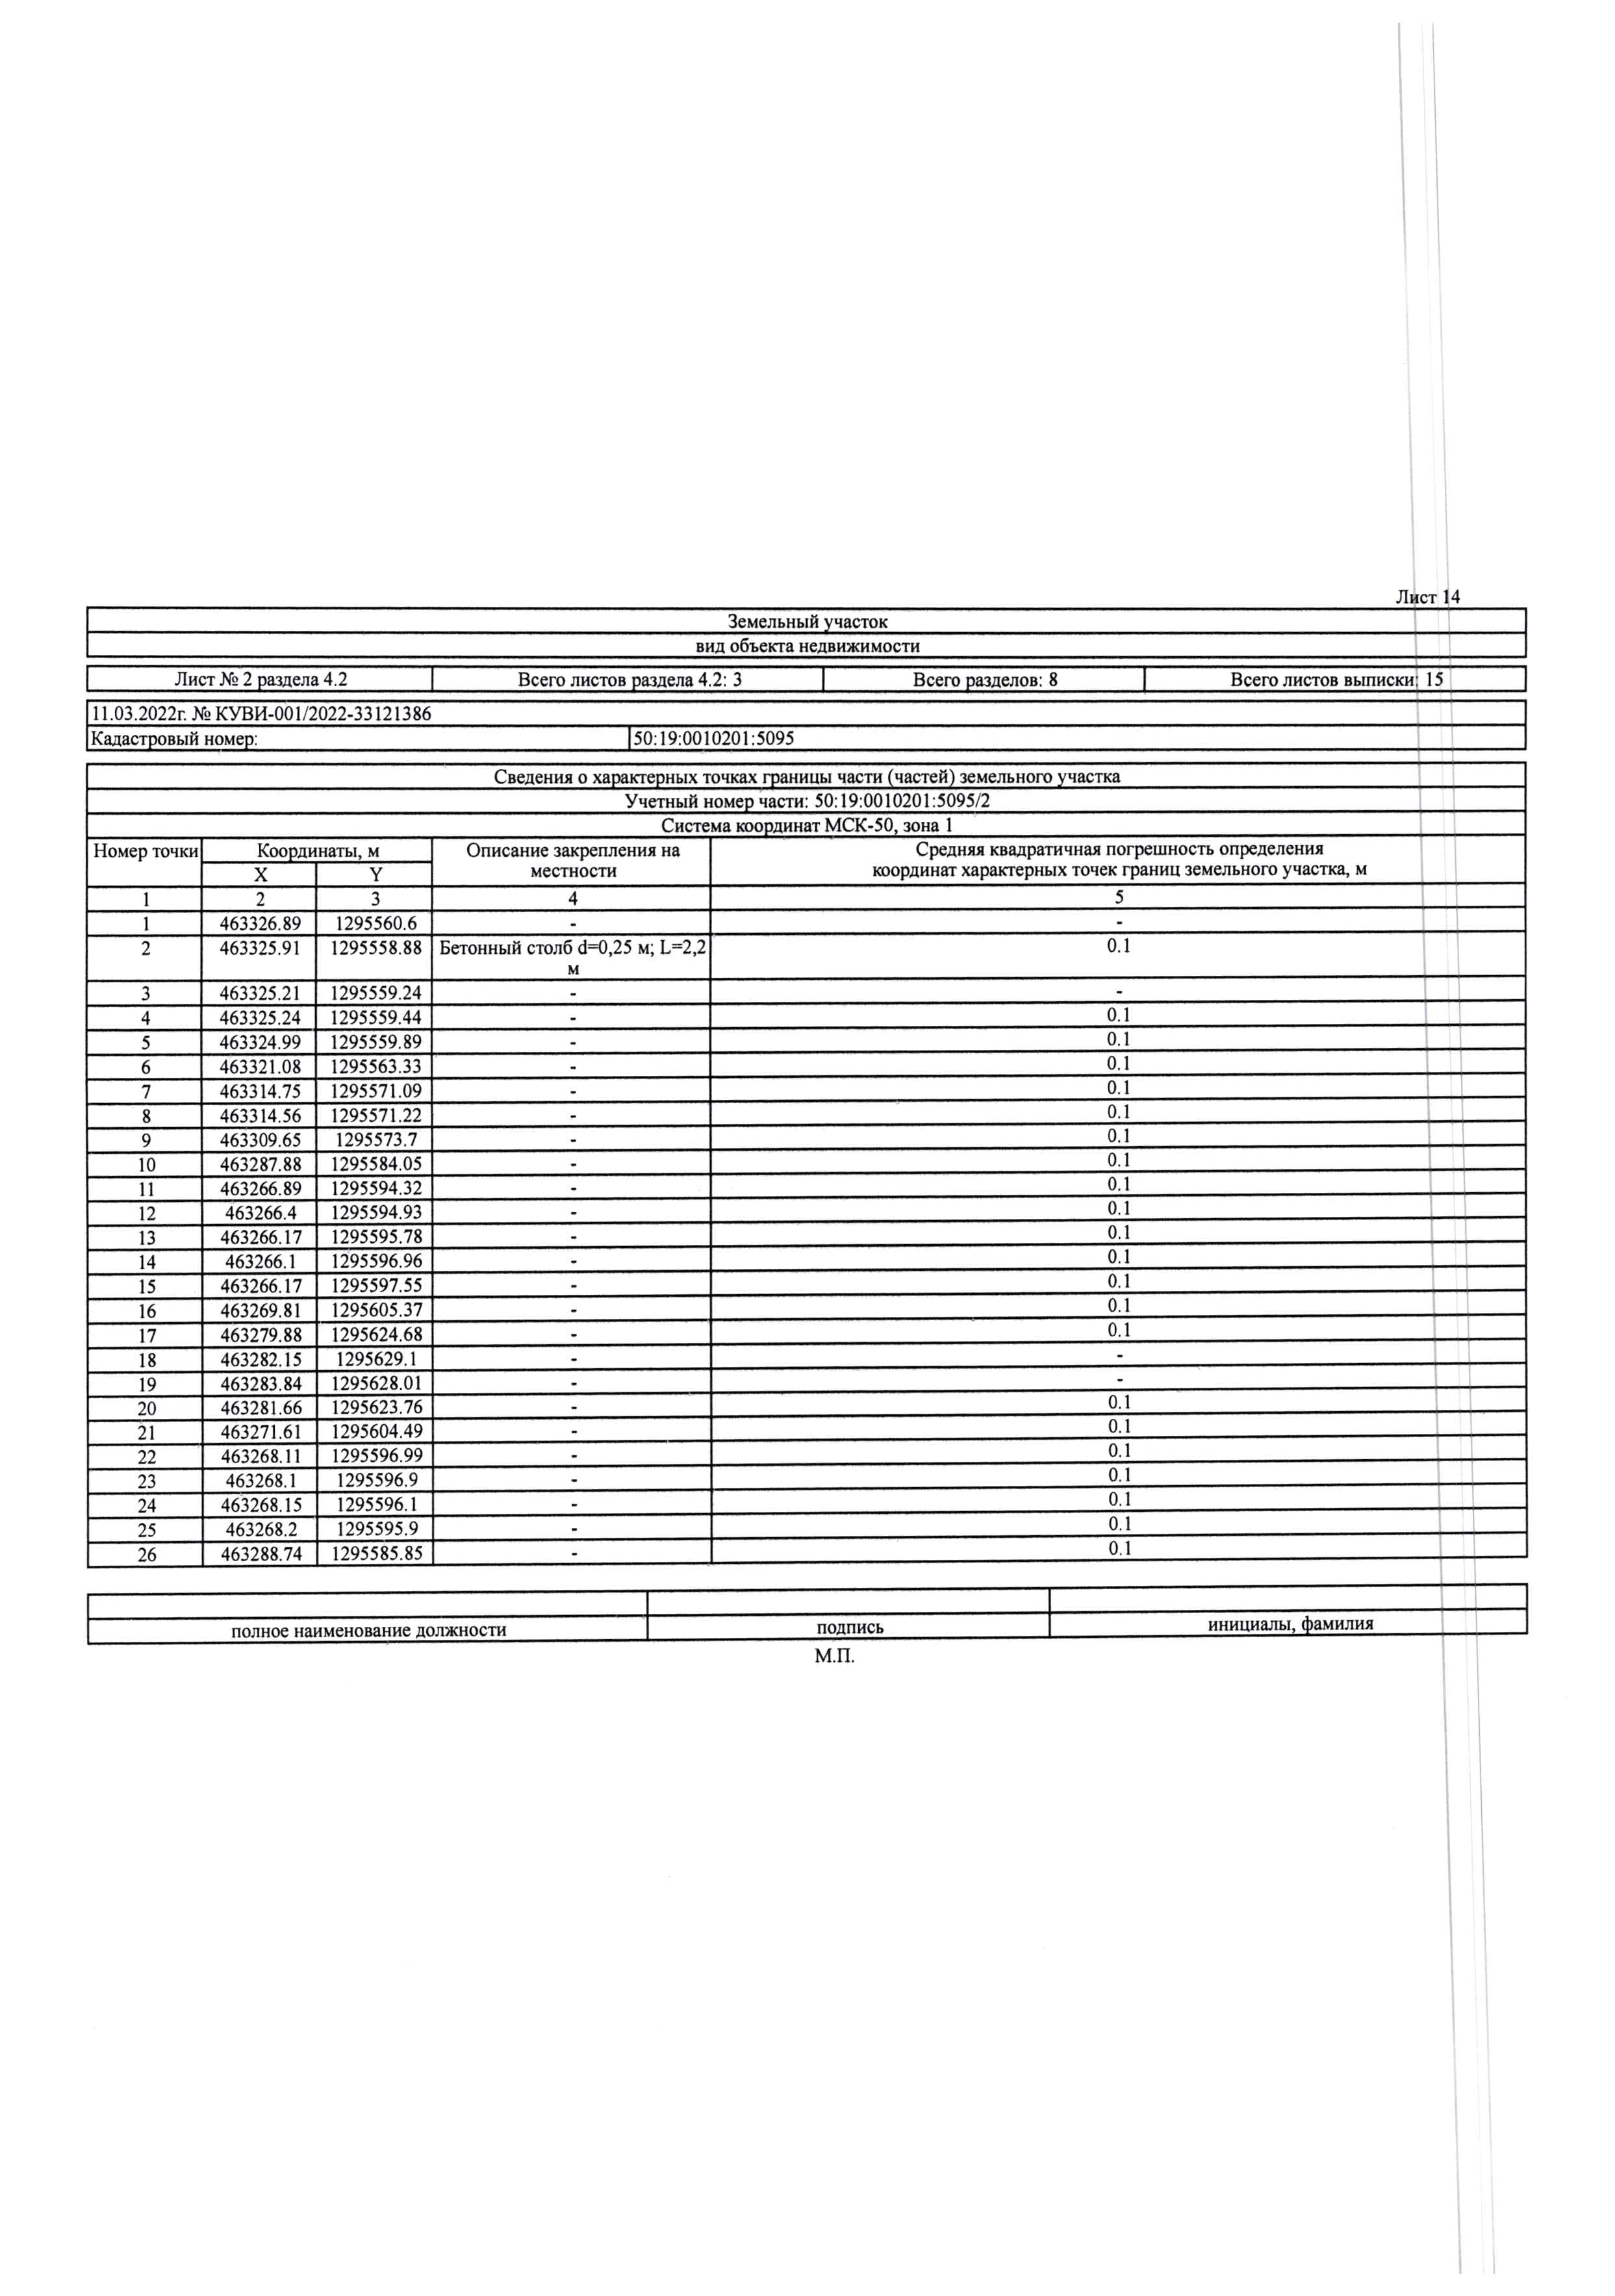 Лист 14
Земельный участок
вид объекта недвижимости
Лист № 2 раздела 4.2 Всего листов раздела 4.2: 3 Всего разделов: 8 Всего листов выписки: 15
11.03.2022г. № КУВИ-001/2022-33121386
Кадастровый номер: 50:19:0010201:5095
Сведения о характерных точках границы части (частей) земельного участка
Учетный номер части: 50:19:0010201:5095/2
Система координат МСК-50, зона 1
Номер точки Координаты, м Описание закрепления на местности Средняя квадратичная погрешность определения координат характерных точек границ земельного участка, м
X Y
1 2 3 4 5
1 463326.89 1295560.6 - -
2 463325.91 1295558.88 Бетонный столб d=0,25 м; L=2,2 м 0.1
3 463325.21 1295559.24 - -
4 463325.24 1295559.44 - 0.1
5 463324.99 1295559.89 - 0.1
6 463321.08 1295563.33 - 0.1
7 463314.75 1295571.09 - 0.1
8 463314.56 1295571.22 - 0.1
9 463309.65 1295573.7 - 0.1
10 463287.88 1295584.05 - 0.1
11 463266.89 1295594.32 - 0.1
12 463266.4 1295594.93 - 0.1
13 463266.17 1295595.78 - 0.1
14 463266.1 1295596.96 - 0.1
15 463266.17 1295597.55 - 0.1
16 463269.81 1295605.37 - 0.1
17 463279.88 1295624.68 - 0.1
18 463282.15 1295629.1 - -
19 463283.84 1295628.01 - -
20 463281.66 1295623.76 - 0.1
21 463271.61 1295604.49 - 0.1
22 463268.11 1295596.99 - 0.1
23 463268.1 1295596.9 - 0.1
24 463268.15 1295596.1 - 0.1
25 463268.2 1295595.9 - 0.1
26 463288.74 1295585.85 - 0.1
полное наименование должности подпись инициалы, фамилия
М.П.